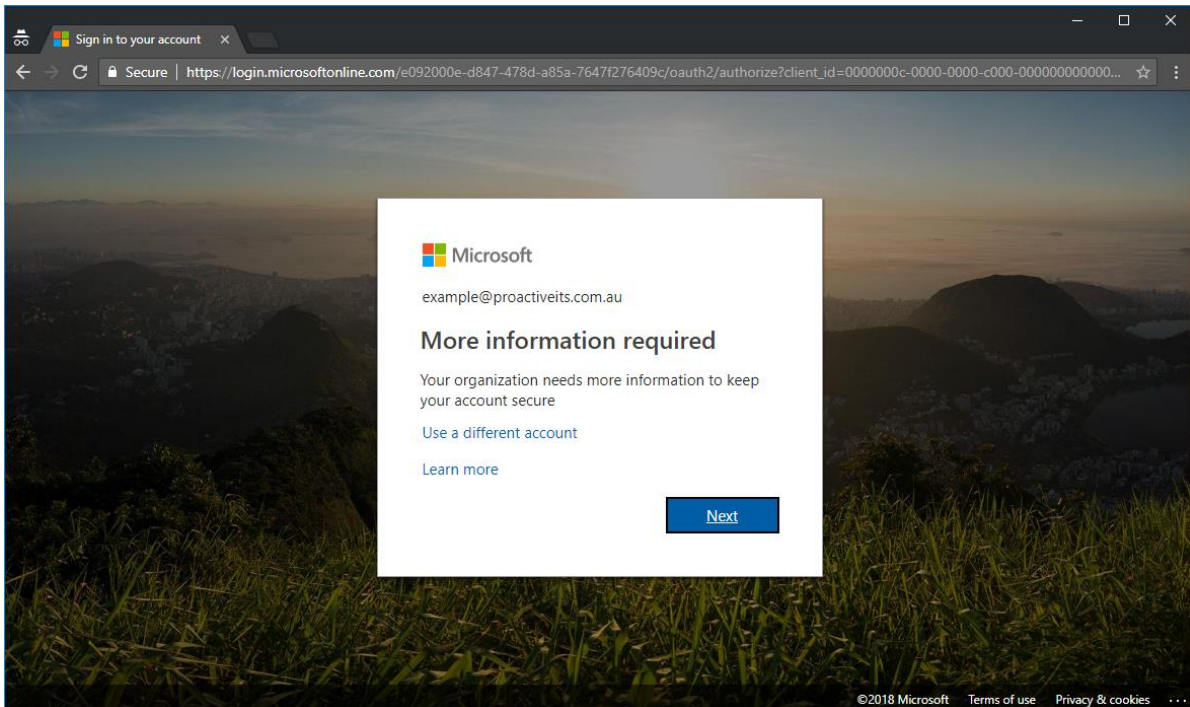 Sign in to your account
Secure | https://login.microsoftonline.com/e092000e-d847-478d-a85a-7647f276409c/oauth2/authorize?client_id=0000000c-0000-0000-c000-000000000000...
Microsoft
example@proactiveits.com.au
More information required
Your organization needs more information to keep
your account secure
Use a different account
Learn more
Next
©2018 Microsoft Terms of use Privacy & cookies ...